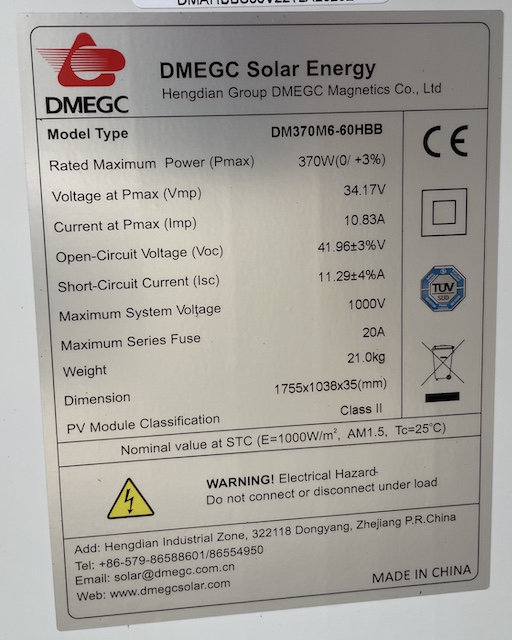 DMEGC
DMEGC Solar Energy
Hengdian Group DMEGC Magnetics Co., Ltd
Model Type DM370M6-60HBB
Rated Maximum Power (Pmax) 370W(0/ +3%)
Voltage at Pmax (Vmp) 34.17V
Current at Pmax (Imp) 10.83A
Open-Circuit Voltage (Voc) 41.96±3%V
Short-Circuit Current (Isc) 11.29±4%A
Maximum System Voltage 1000V
Maximum Series Fuse 20A
Weight 21.0kg
Dimension 1755x1038x35(mm)
PV Module Classification Class II
CE
TÜV
SÜD
Nominal value at STC (E=1000W/m², AM1.5, Tc=25°C)
WARNING! Electrical Hazard
Do not connect or disconnect under load
Add: Hengdian Industrial Zone, 322118 Dongyang, Zhejiang P.R.China
Tel: +86-579-86588601/86554950
Email: solar@dmegc.com.cn
Web: www.dmegcsolar.com
MADE IN CHINA